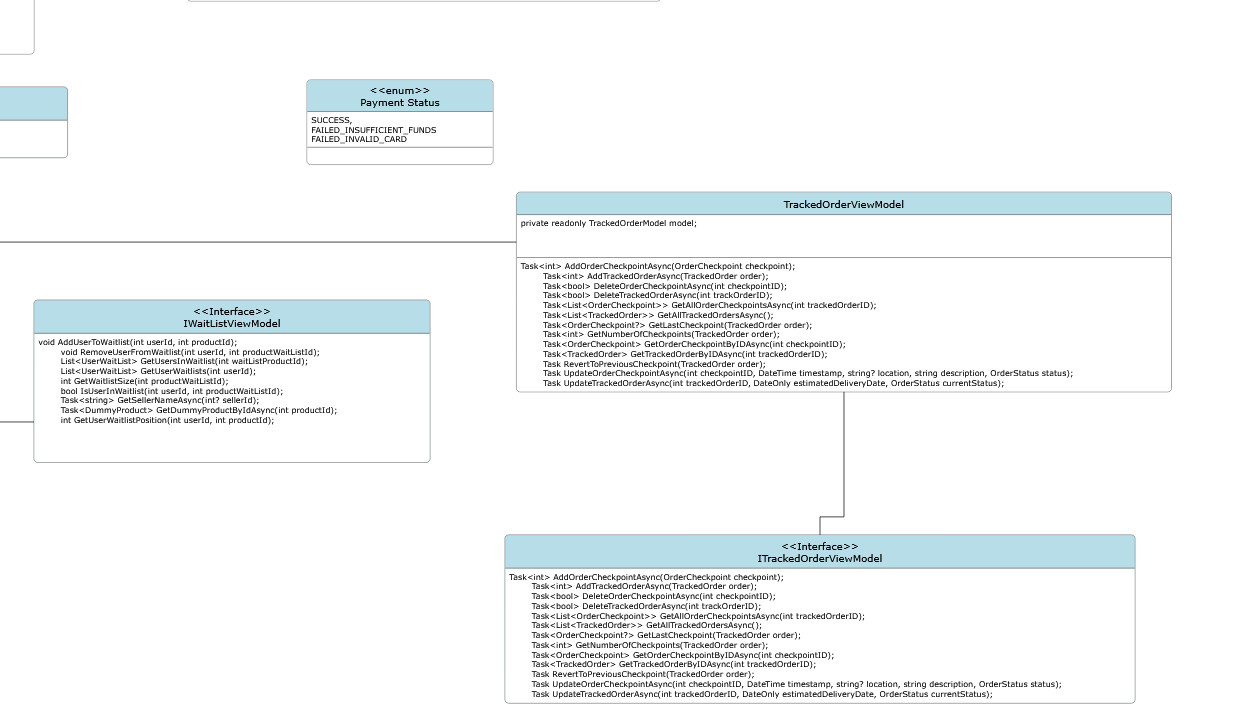 <<enum>>
Payment Status
SUCCESS,
FAILED_INSUFFICIENT_FUNDS
FAILED_INVALID_CARD
TrackedOrderViewModel
private readonly TrackedOrderModel model;
Task<int> AddOrderCheckpointAsync(OrderCheckpoint checkpoint);
Task<int> AddTrackedOrderAsync(TrackedOrder order);
Task<bool> DeleteOrderCheckpointAsync(int checkpointID);
Task<bool> DeleteTrackedOrderAsync(int trackOrderID);
Task<List<OrderCheckpoint>> GetAllOrderCheckpointsAsync(int trackedOrderID);
Task<List<TrackedOrder>> GetAllTrackedOrdersAsync();
Task<OrderCheckpoint?> GetLastCheckpoint(TrackedOrder order);
Task<int> GetNumberOfCheckpoints(TrackedOrder order);
Task<OrderCheckpoint> GetOrderCheckpointByIDAsync(int checkpointID);
Task<TrackedOrder> GetTrackedOrderByIDAsync(int trackedOrderID);
Task RevertToPreviousCheckpoint(TrackedOrder order);
Task UpdateOrderCheckpointAsync(int checkpointID, DateTime timestamp, string? location, string description, OrderStatus status);
Task UpdateTrackedOrderAsync(int trackedOrderID, DateOnly estimatedDeliveryDate, OrderStatus currentStatus);
<<Interface>>
IWaitListViewModel
void AddUserToWaitlist(int userId, int productId);
void RemoveUserFromWaitlist(int userId, int productWaitListId);
List<UserWaitList> GetUsersInWaitlist(int waitListProductId);
List<UserWaitList> GetUserWaitlists(int userId);
int GetWaitlistSize(int productWaitListId);
bool IsUserInWaitlist(int userId, int productWaitListId);
Task<string> GetSellerNameAsync(int? sellerId);
Task<DummyProduct> GetDummyProductByIdAsync(int productId);
int GetUserWaitlistPosition(int userId, int productId);
<<Interface>>
ITrackedOrderViewModel
Task<int> AddOrderCheckpointAsync(OrderCheckpoint checkpoint);
Task<int> AddTrackedOrderAsync(TrackedOrder order);
Task<bool> DeleteOrderCheckpointAsync(int checkpointID);
Task<bool> DeleteTrackedOrderAsync(int trackOrderID);
Task<List<OrderCheckpoint>> GetAllOrderCheckpointsAsync(int trackedOrderID);
Task<List<TrackedOrder>> GetAllTrackedOrdersAsync();
Task<OrderCheckpoint?> GetLastCheckpoint(TrackedOrder order);
Task<int> GetNumberOfCheckpoints(TrackedOrder order);
Task<OrderCheckpoint> GetOrderCheckpointByIDAsync(int checkpointID);
Task<TrackedOrder> GetTrackedOrderByIDAsync(int trackedOrderID);
Task RevertToPreviousCheckpoint(TrackedOrder order);
Task UpdateOrderCheckpointAsync(int checkpointID, DateTime timestamp, string? location, string description, OrderStatus status);
Task UpdateTrackedOrderAsync(int trackedOrderID, DateOnly estimatedDeliveryDate, OrderStatus currentStatus);